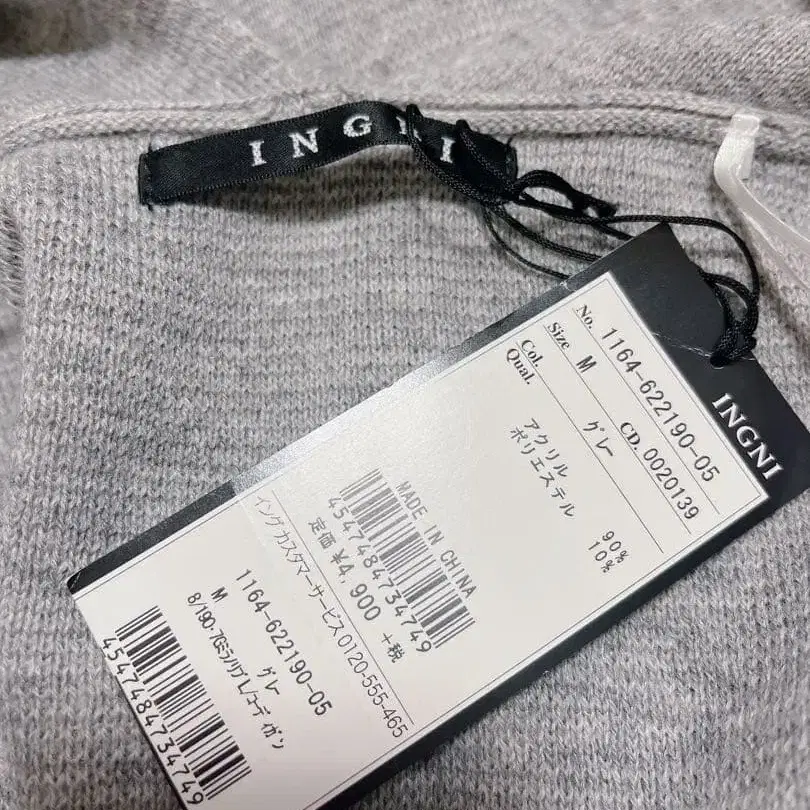 INGNI
INGNI
No. 1164-622190-05
Size M CD. 0020139
Col. グレー
Qual.
アクリル 90%
ポリエステル 10%
MADE IN CHINA
4547484734749
定価 ¥4,900 +税
イングカスタマーサービス 0120-555-465
1164-622190-05
M グレー
4547484734749